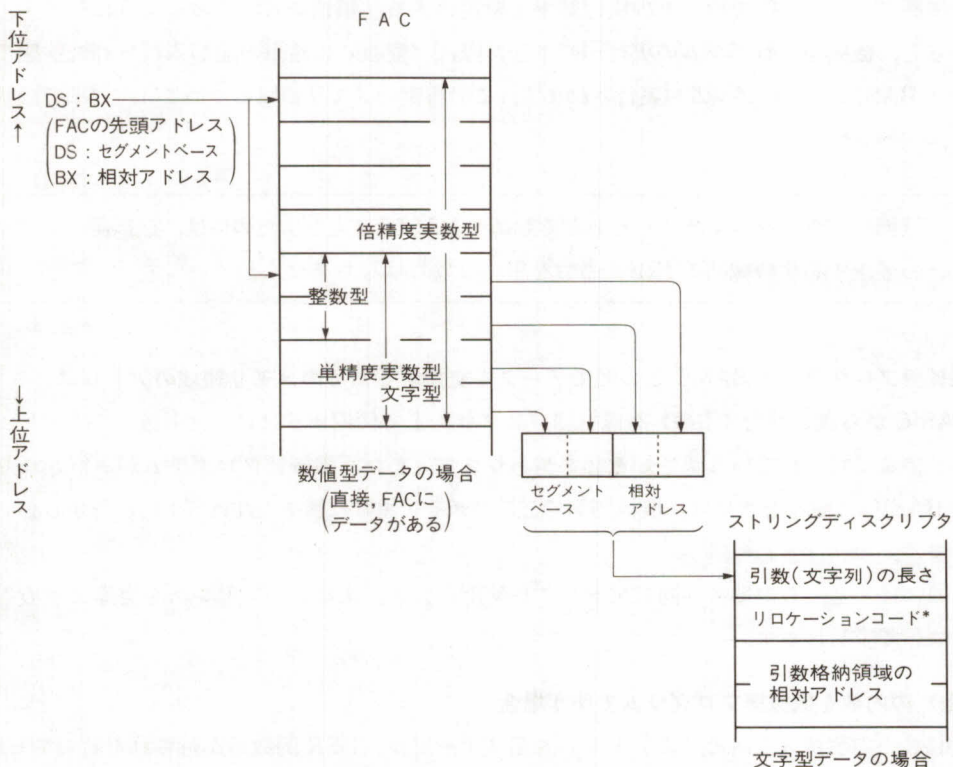 下位アドレス↑
↓上位アドレス
FAC
DS：BX
(FACの先頭アドレス
DS：セグメントベース
BX：相対アドレス)
倍精度実数型
整数型
単精度実数型
文字型
数値型データの場合
(直接，FACに
データがある)
セグメント
ベース
相対
アドレス
ストリングディスクリプタ
引数(文字列)の長さ
リロケーションコード*
引数格納領域の
相対アドレス
文字型データの場合